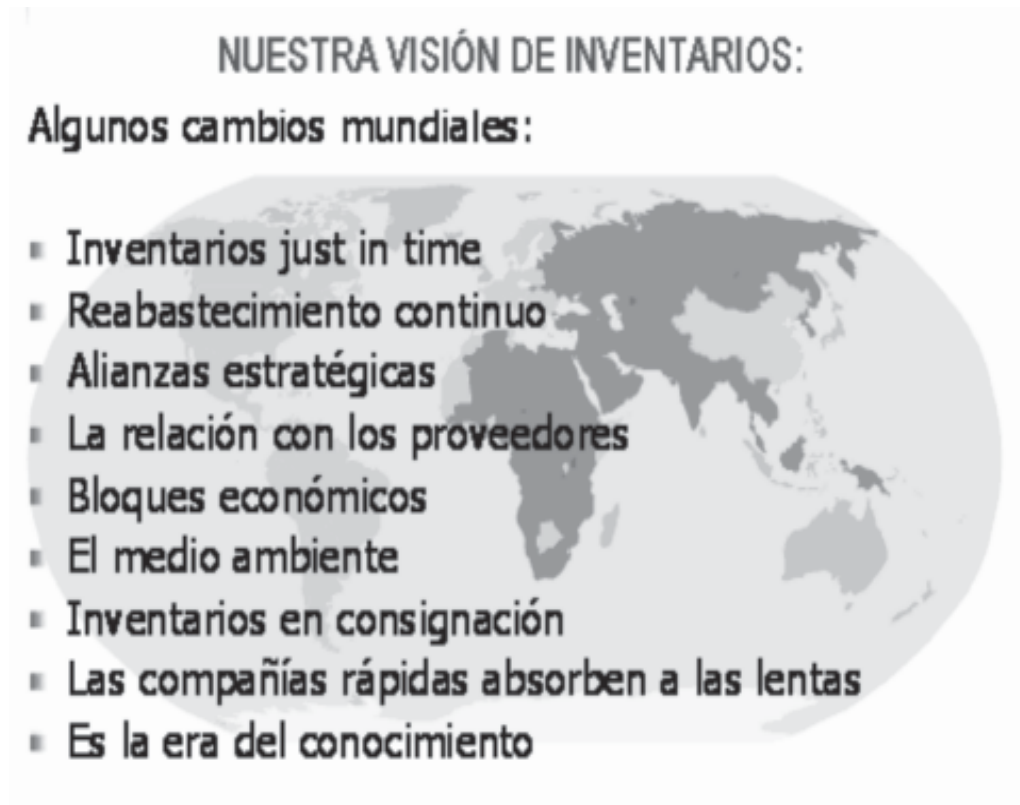 NUESTRA VISIÓN DE INVENTARIOS:
Algunos cambios mundiales:
Inventarios just in time
Reabastecimiento continuo
Alianzas estratégicas
La relación con los proveedores
Bloques económicos
El medio ambiente
Inventarios en consignación
Las compañías rápidas absorben a las lentas
Es la era del conocimiento